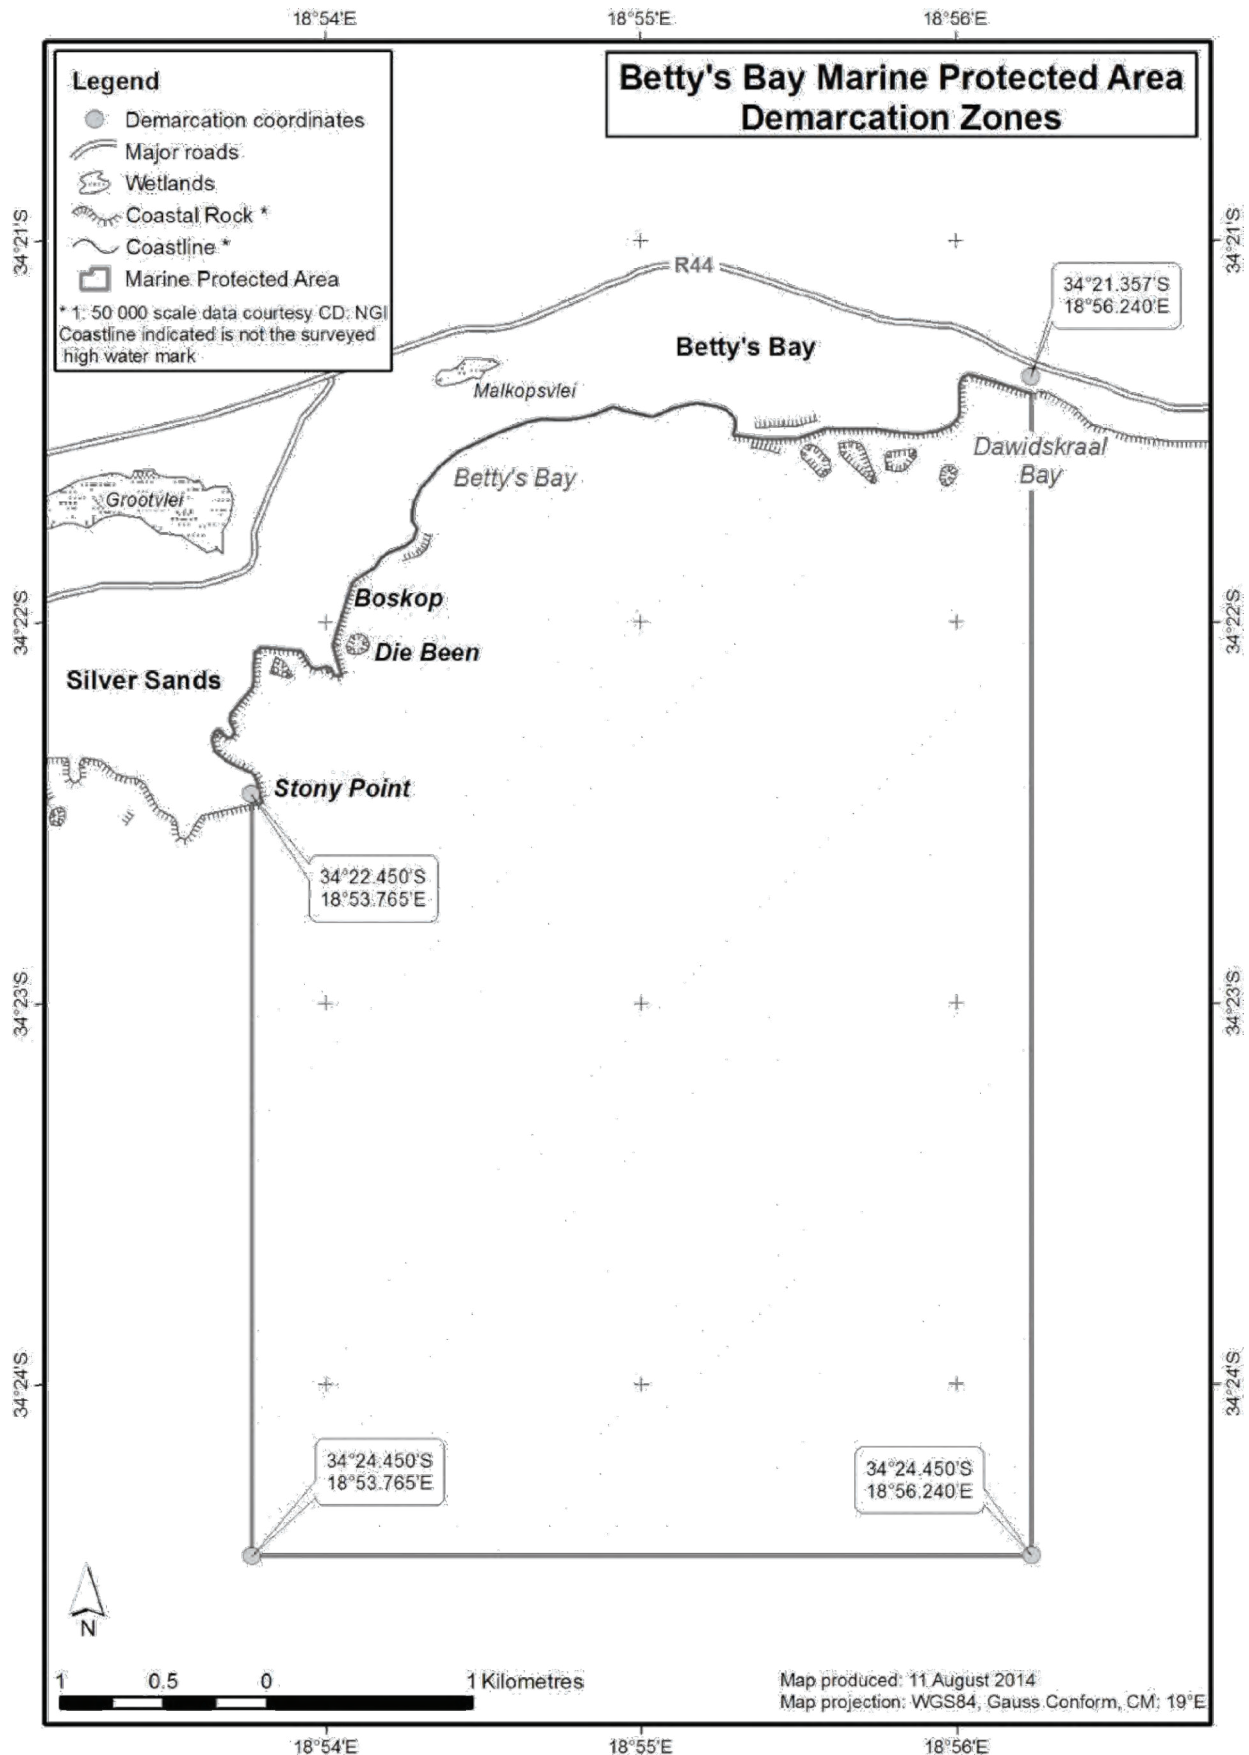 18°54'E
18°55'E
18°56'E
Legend
Demarcation coordinates
Major roads
Wetlands
Coastal Rock *
Coastline *
Marine Protected Area
* 1: 50 000 scale data courtesy CD: NGI
Coastline indicated is not the surveyed
high water mark
Betty's Bay Marine Protected Area
Demarcation Zones
34°21'S
34°21'S
R44
34°21.357'S
18°56.240'E
Betty's Bay
Malkopsvlei
Dawidskraal
Bay
Betty's Bay
Grootvlei
Boskop
34°22'S
34°22'S
Die Been
Silver Sands
Stony Point
34°22.450'S
18°53.765'E
34°23'S
34°23'S
34°24'S
34°24'S
34°24.450'S
18°53.765'E
34°24.450'S
18°56.240'E
N
1 0.5 0 1 Kilometres
Map produced: 11 August 2014
Map projection: WGS84, Gauss Conform, CM: 19°E
18°54'E
18°55'E
18°56'E